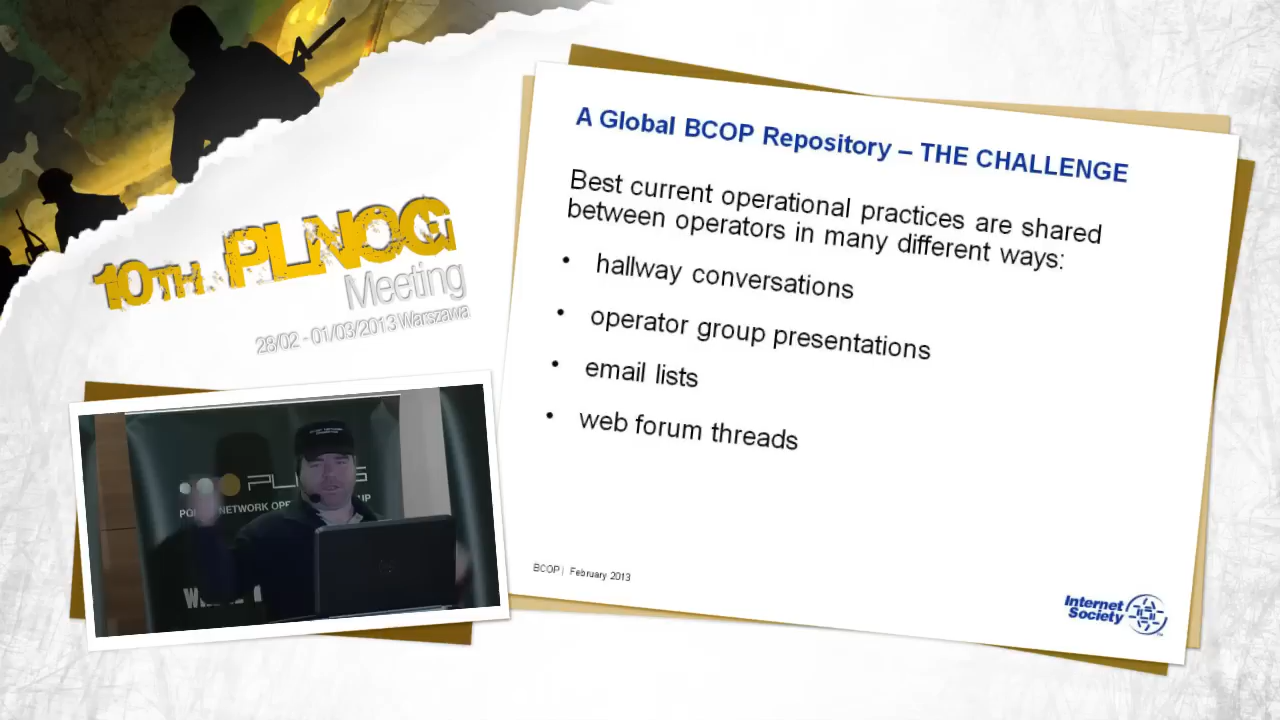 10TH PLNOG
Meeting
28/02 - 01/03/2013 Warszawa
A Global BCOP Repository – THE CHALLENGE
Best current operational practices are shared
between operators in many different ways:
• hallway conversations
• operator group presentations
• email lists
• web forum threads
BCOP | February 2013
Internet
Society
NETWORK